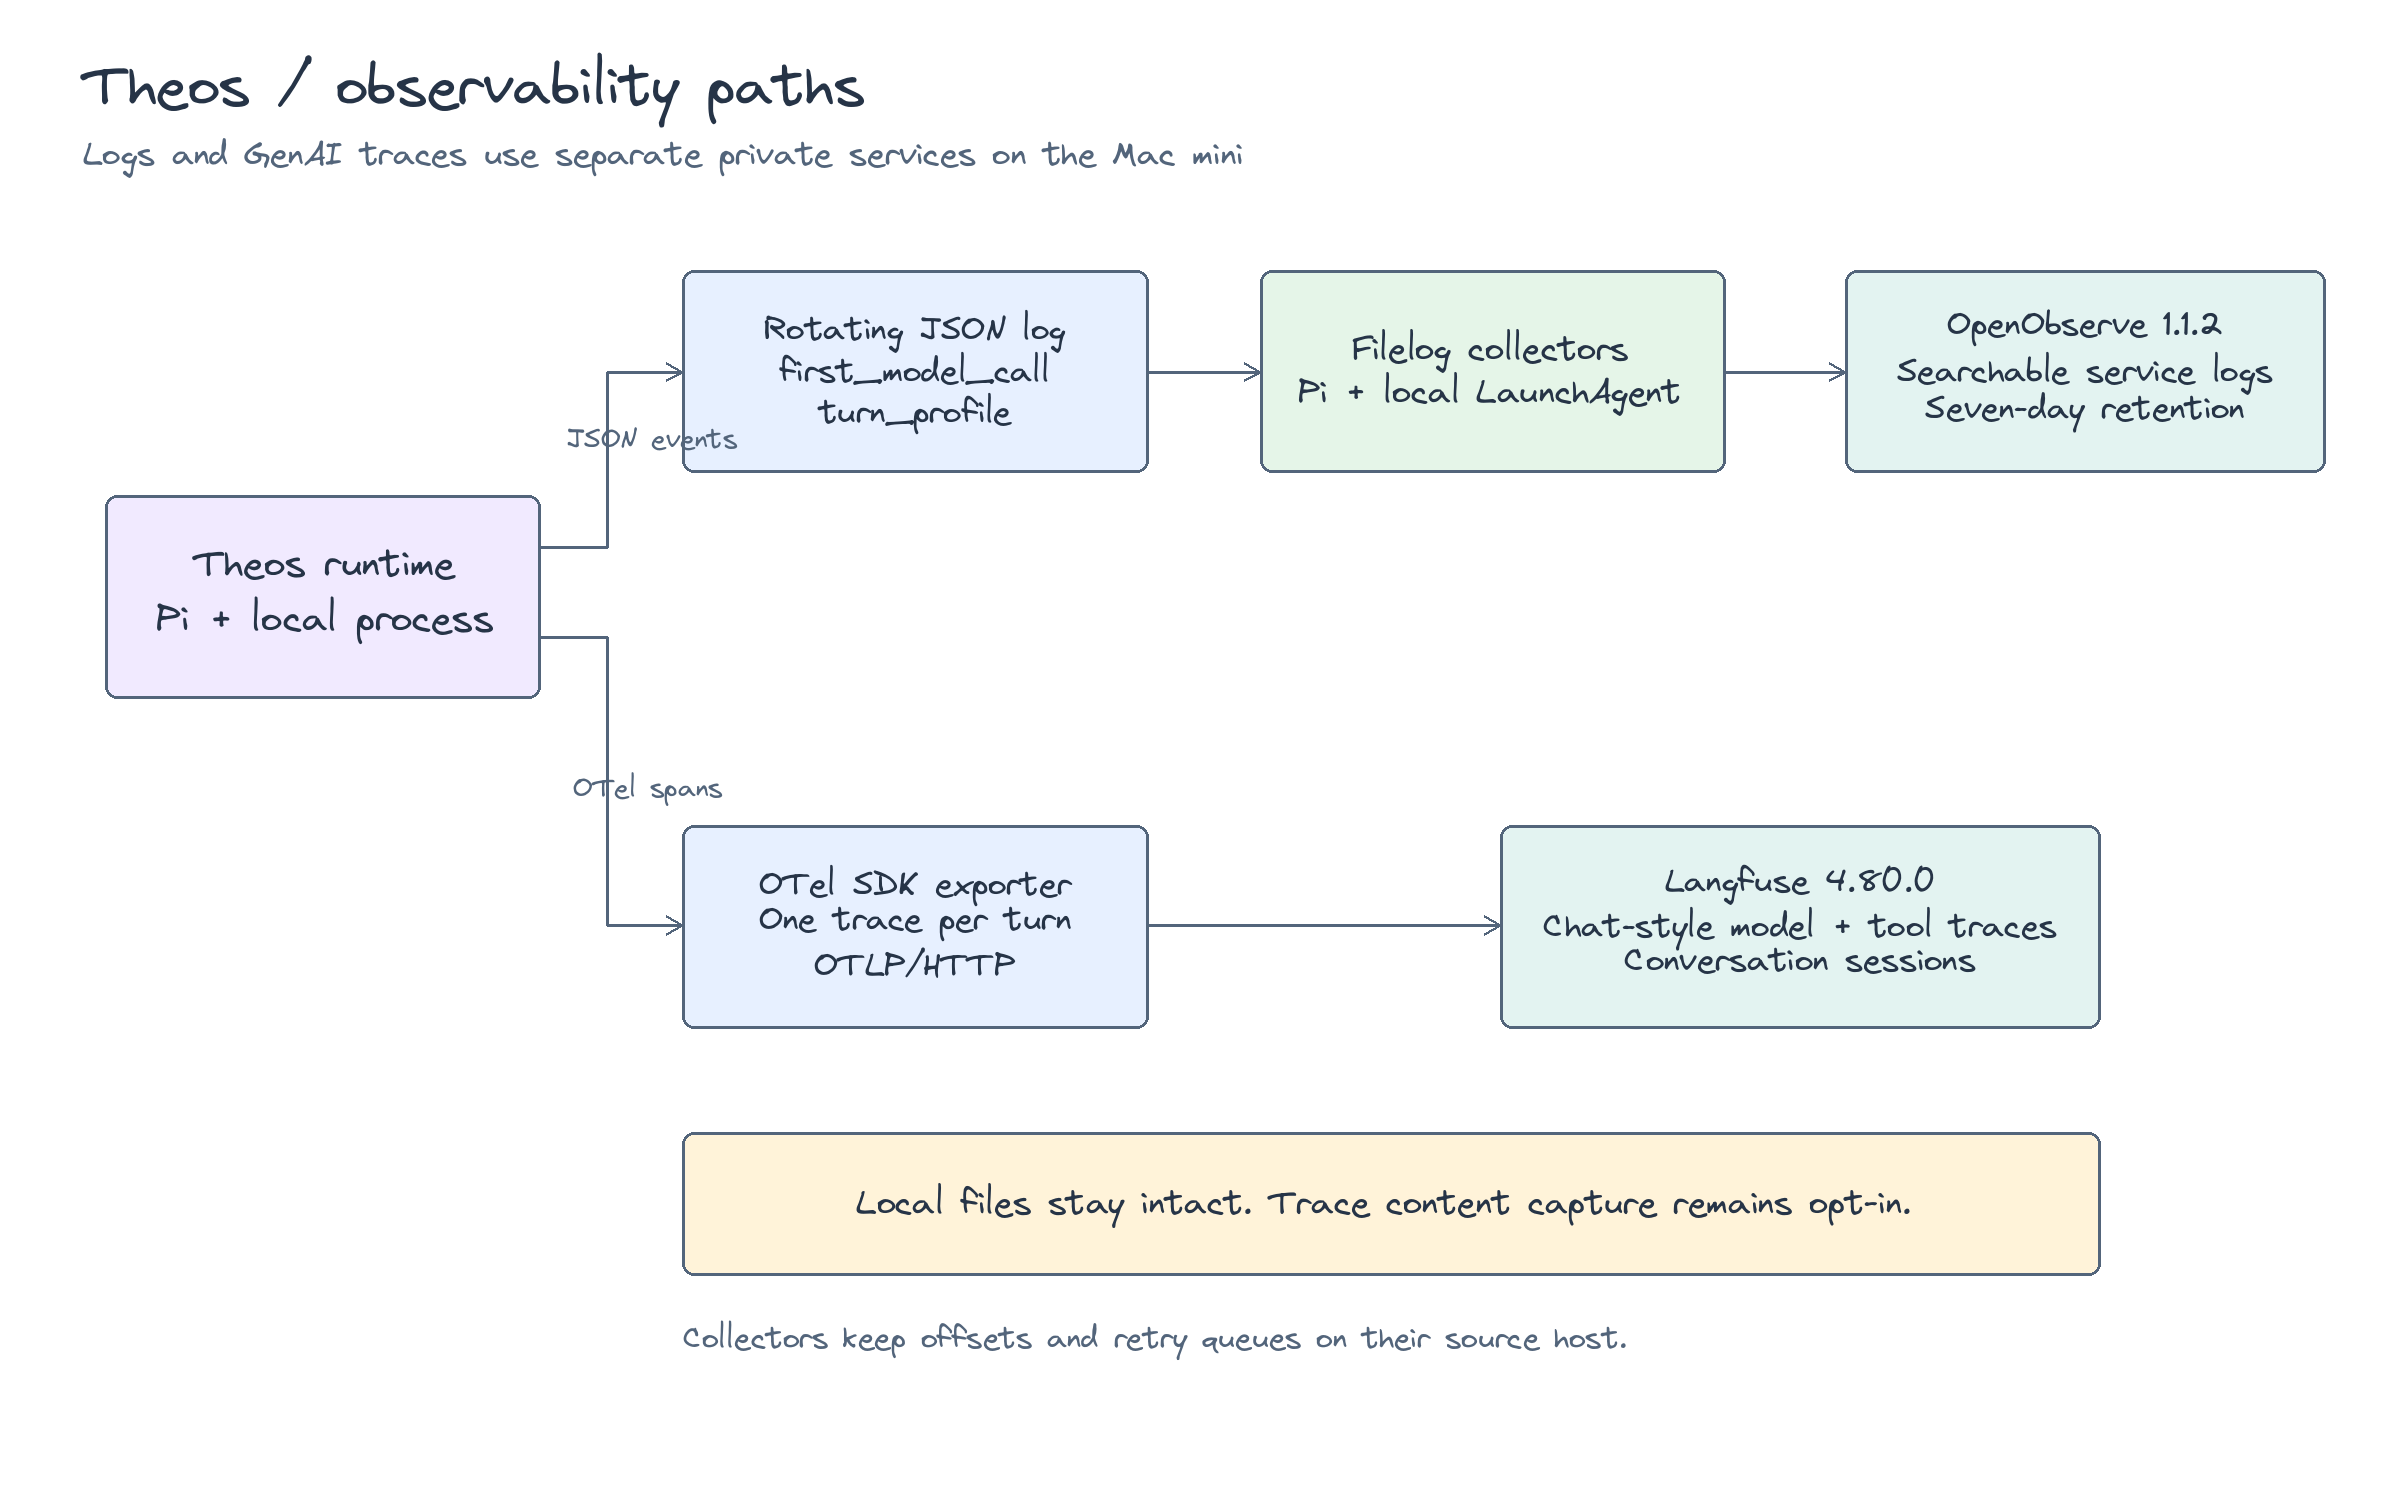 Theos / observability paths
Logs and GenAI traces use separate private services on the Mac mini
Rotating JSON log
first_model_call
turn_profile
Filelog collectors
Pi + local LaunchAgent
OpenObserve 1.1.2
Searchable service logs
Seven-day retention
JSON events
Theos runtime
Pi + local process
OTel spans
OTel SDK exporter
One trace per turn
OTLP/HTTP
Langfuse 4.80.0
Chat-style model + tool traces
Conversation sessions
Local files stay intact. Trace content capture remains opt-in.
Collectors keep offsets and retry queues on their source host.